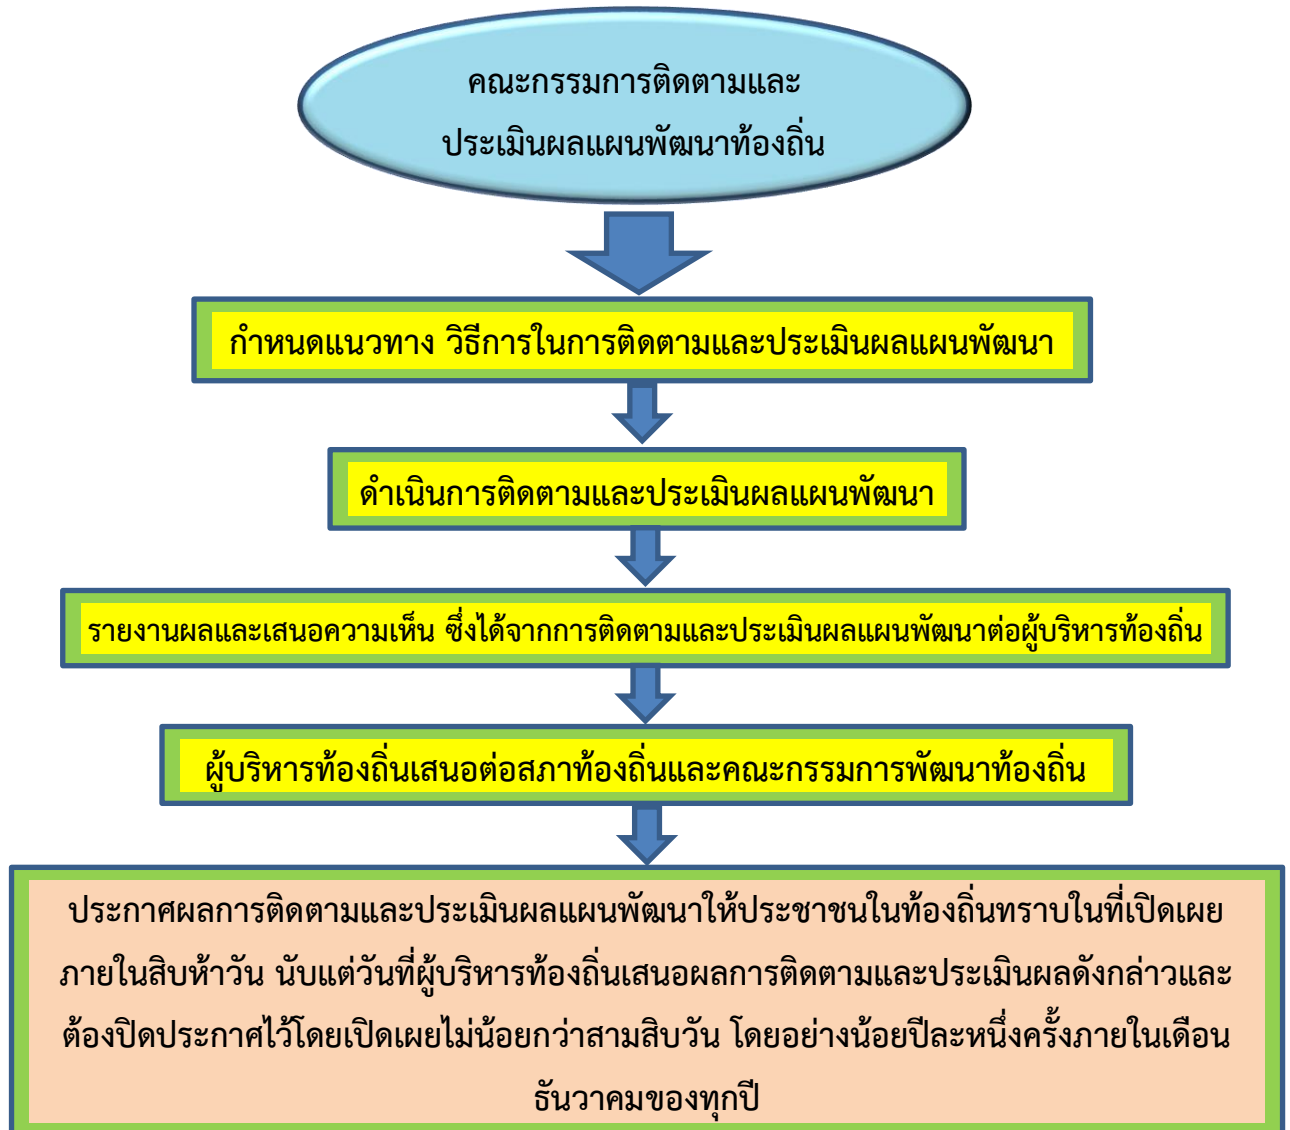 คณะกรรมการติดตามและ
ประเมินผลแผนพัฒนาท้องถิ่น
กำหนดแนวทาง วิธีการในการติดตามและประเมินผลแผนพัฒนา
ดำเนินการติดตามและประเมินผลแผนพัฒนา
รายงานผลและเสนอความเห็น ซึ่งได้จากการติดตามและประเมินผลแผนพัฒนาต่อผู้บริหารท้องถิ่น
ผู้บริหารท้องถิ่นเสนอต่อสภาท้องถิ่นและคณะกรรมการพัฒนาท้องถิ่น
ประกาศผลการติดตามและประเมินผลแผนพัฒนาให้ประชาชนในท้องถิ่นทราบในที่เปิดเผย
ภายในสิบห้าวัน นับแต่วันที่ผู้บริหารท้องถิ่นเสนอผลการติดตามและประเมินผลดังกล่าวและ
ต้องปิดประกาศไว้โดยเปิดเผยไม่น้อยกว่าสามสิบวัน โดยอย่างน้อยปีละหนึ่งครั้งภายในเดือน
ธันวาคมของทุกปี